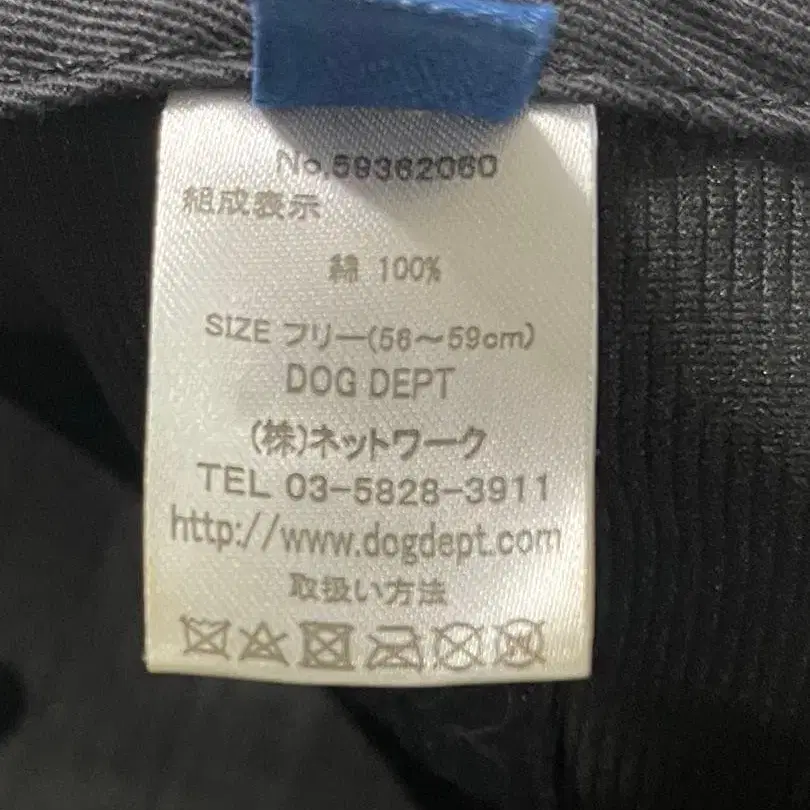 No.59362060
組成表示
綿 100%
SIZE フリー(56～59cm)
DOG DEPT
(株)ネットワーク
TEL 03-5828-3911
http://www.dogdept.com
取扱い方法